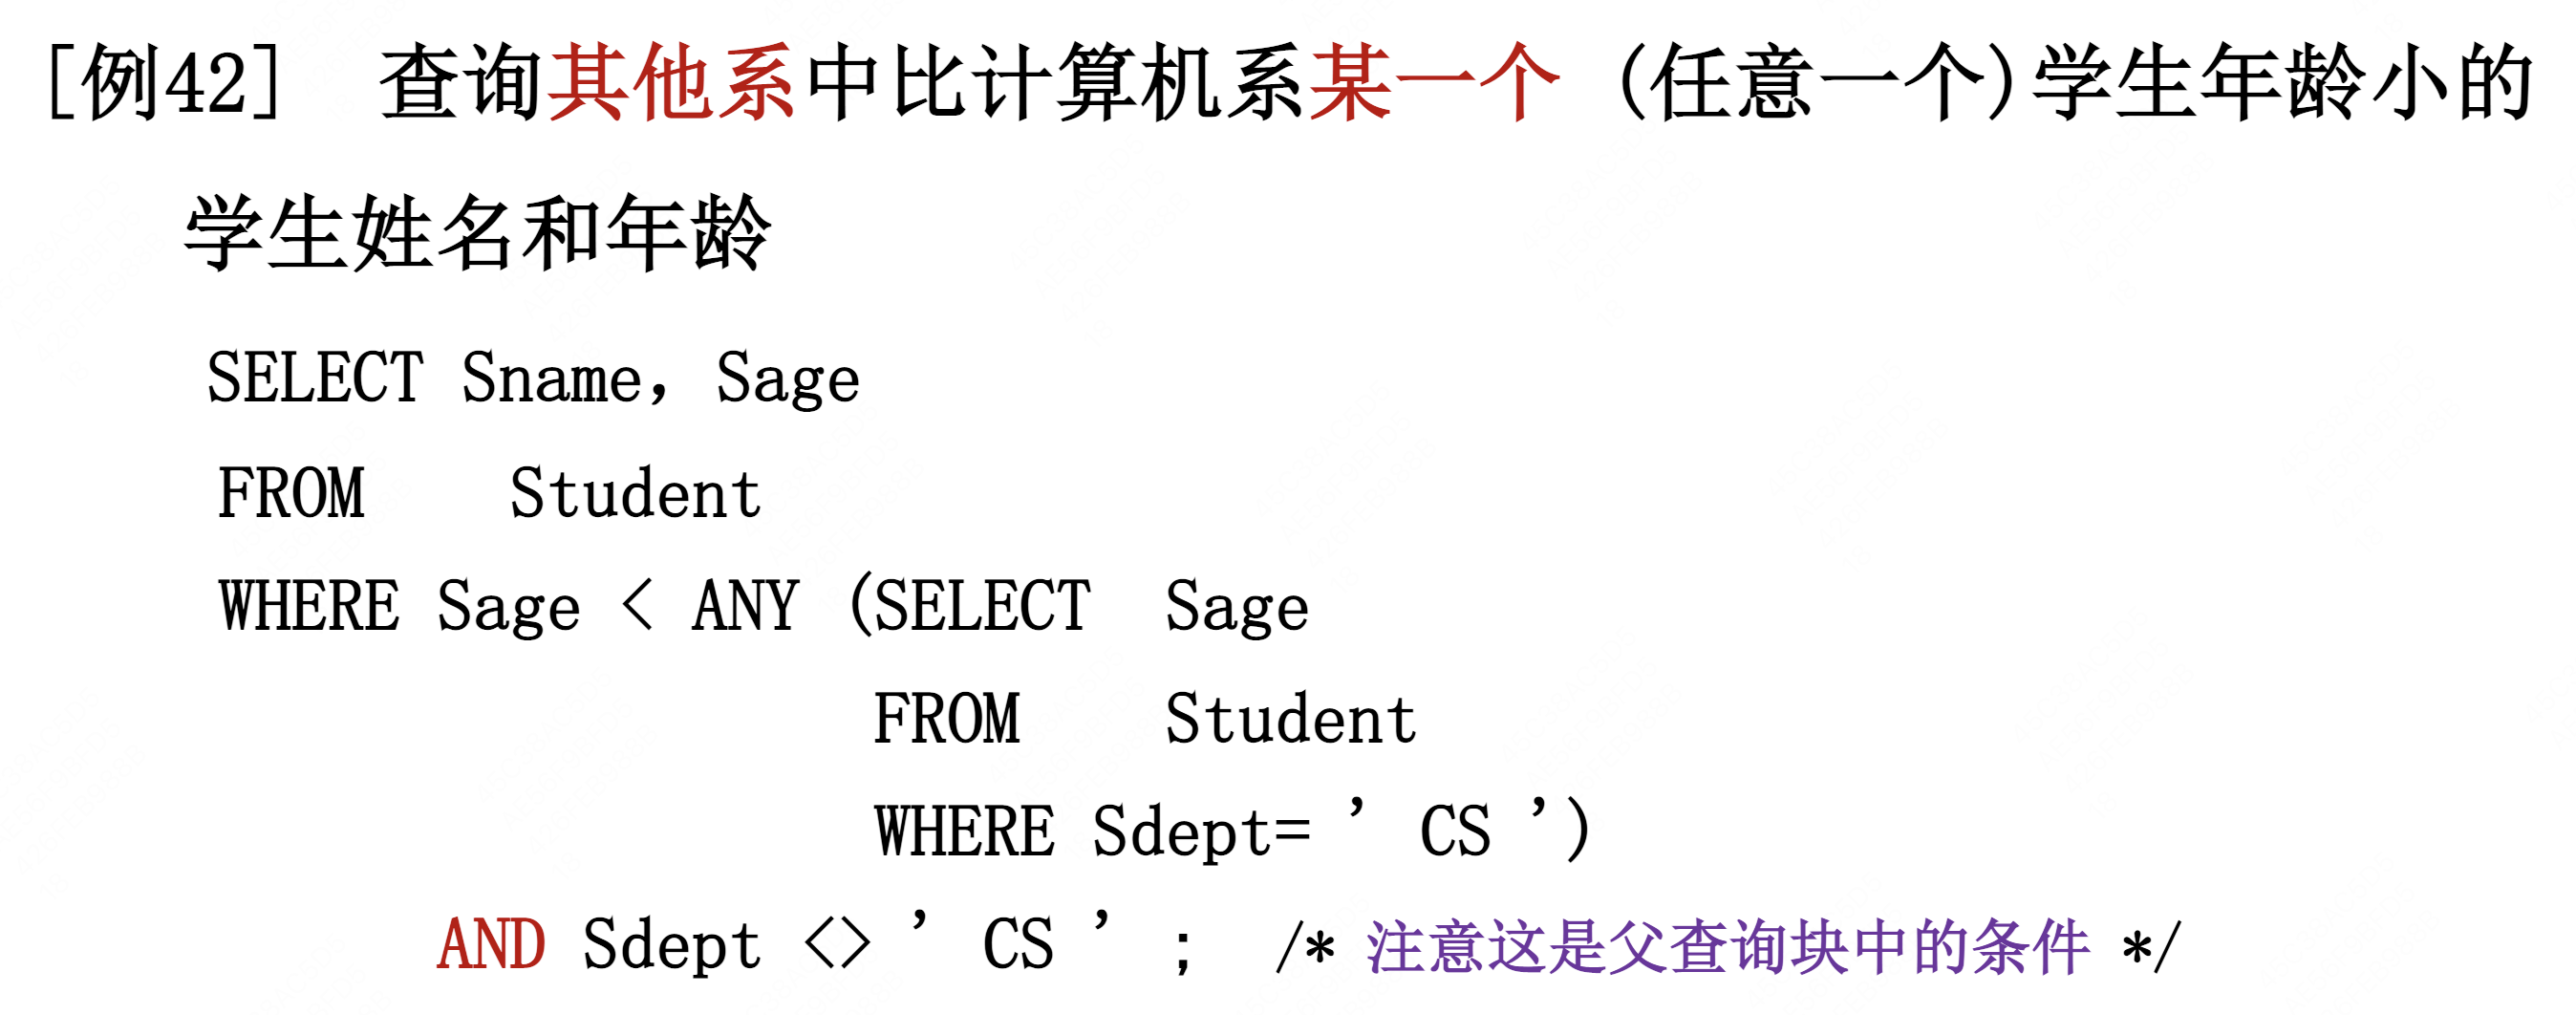 [例42] 查询其他系中比计算机系某一个 (任意一个)学生年龄小的
学生姓名和年龄
SELECT Sname，Sage
FROM Student
WHERE Sage < ANY (SELECT Sage
FROM Student
WHERE Sdept= ’ CS ’)
AND Sdept <> ’ CS ’ ; /* 注意这是父查询块中的条件 */